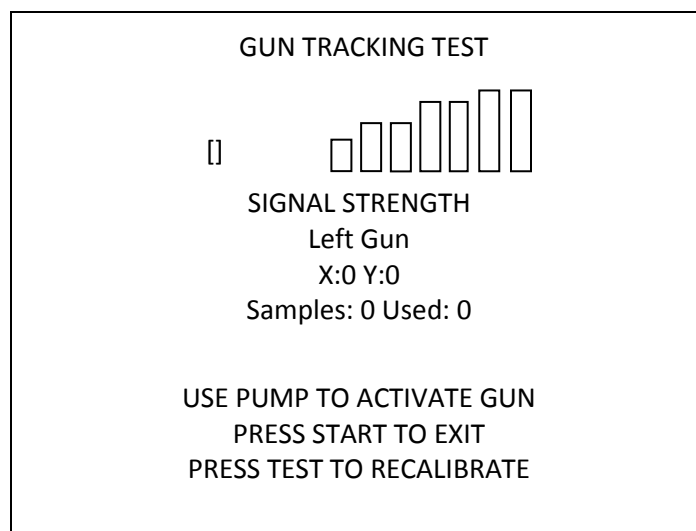 GUN TRACKING TEST
[]
SIGNAL STRENGTH
Left Gun
X:0 Y:0
Samples: 0 Used: 0
USE PUMP TO ACTIVATE GUN
PRESS START TO EXIT
PRESS TEST TO RECALIBRATE